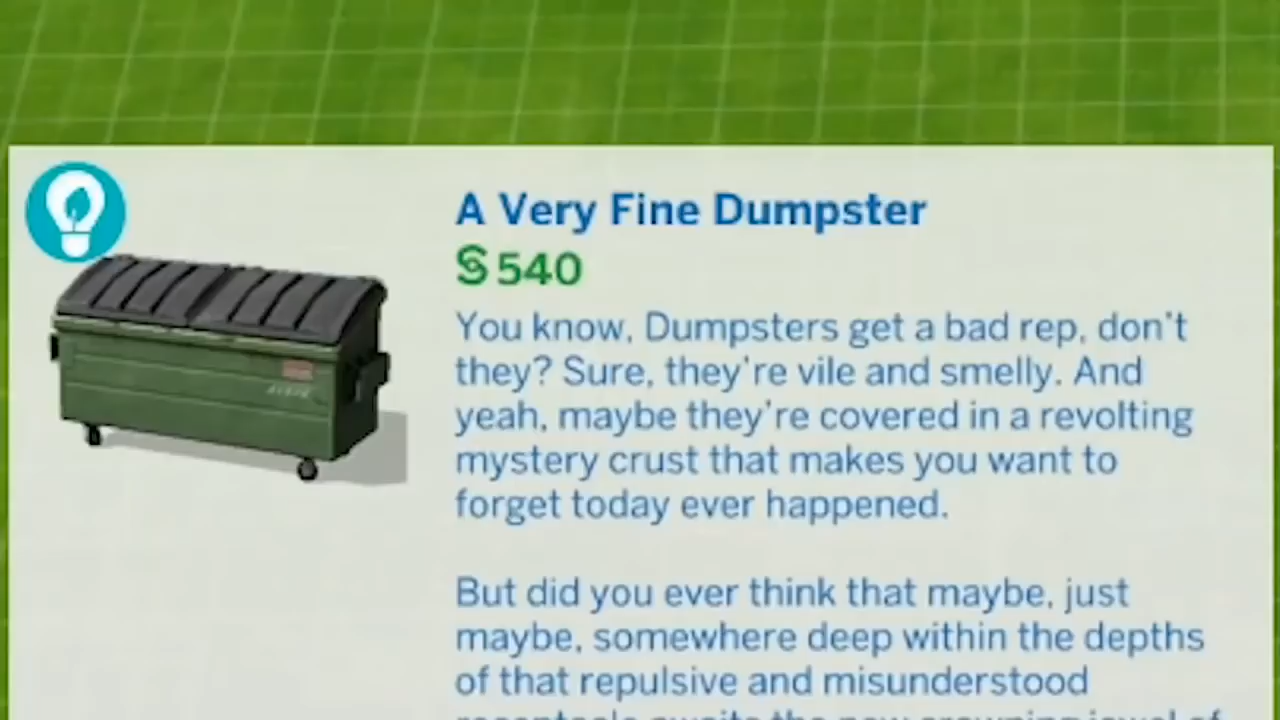 A Very Fine Dumpster
§540
You know, Dumpsters get a bad rep, don't
they? Sure, they're vile and smelly. And
yeah, maybe they're covered in a revolting
mystery crust that makes you want to
forget today ever happened.
But did you ever think that maybe, just
maybe, somewhere deep within the depths
of that repulsive and misunderstood